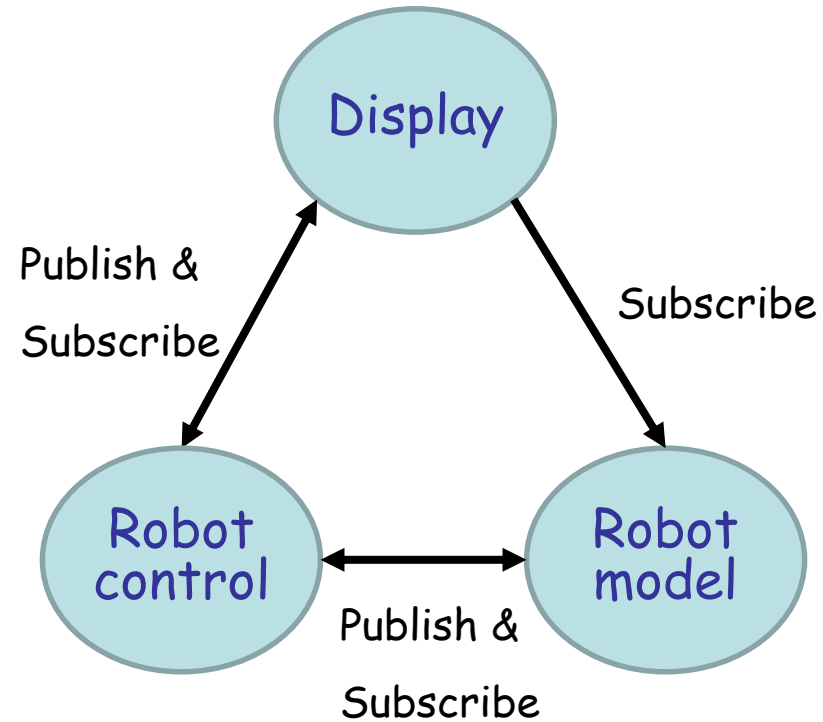 Display
Publish &
Subscribe
Subscribe
Robot
control
Robot
model
Publish &
Subscribe